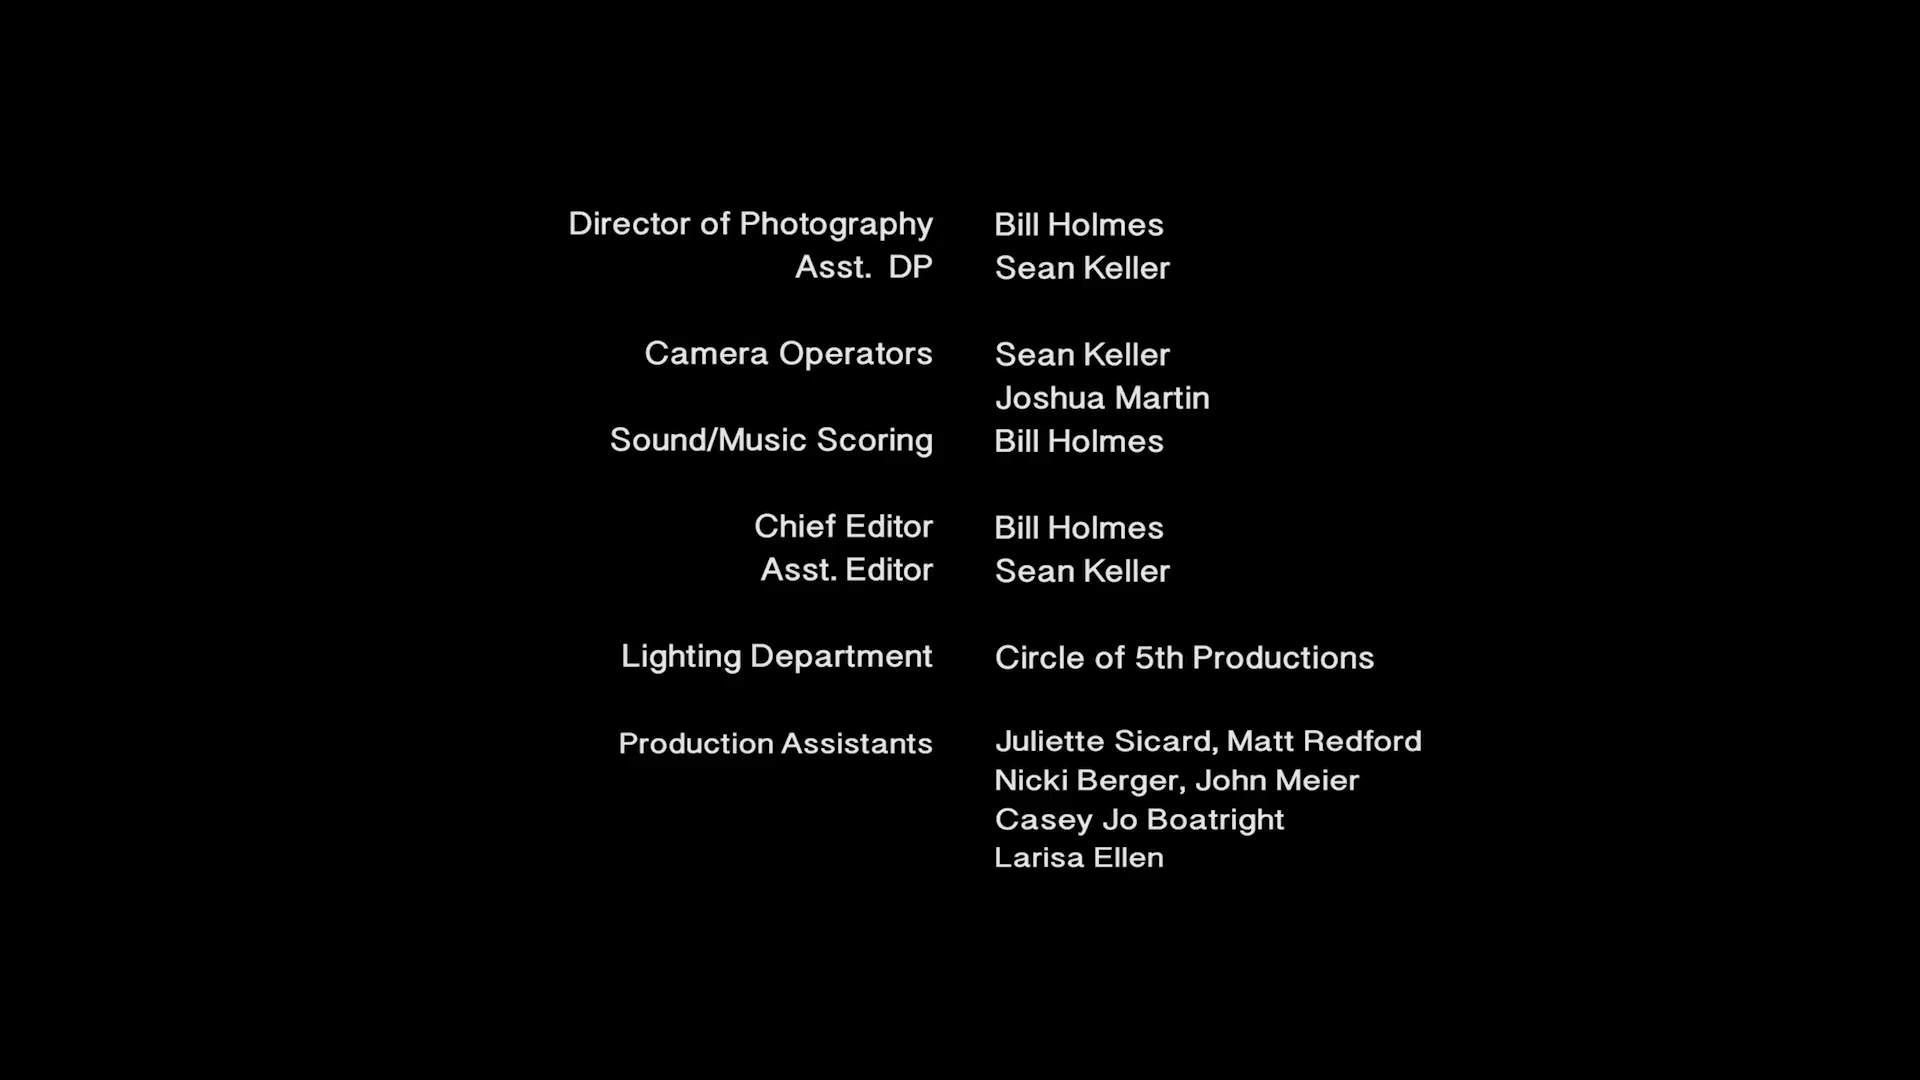 Director of Photography Bill Holmes
Asst. DP Sean Keller
Camera Operators Sean Keller
Joshua Martin
Sound/Music Scoring Bill Holmes
Chief Editor Bill Holmes
Asst. Editor Sean Keller
Lighting Department Circle of 5th Productions
Production Assistants Juliette Sicard, Matt Redford
Nicki Berger, John Meier
Casey Jo Boatright
Larisa Ellen